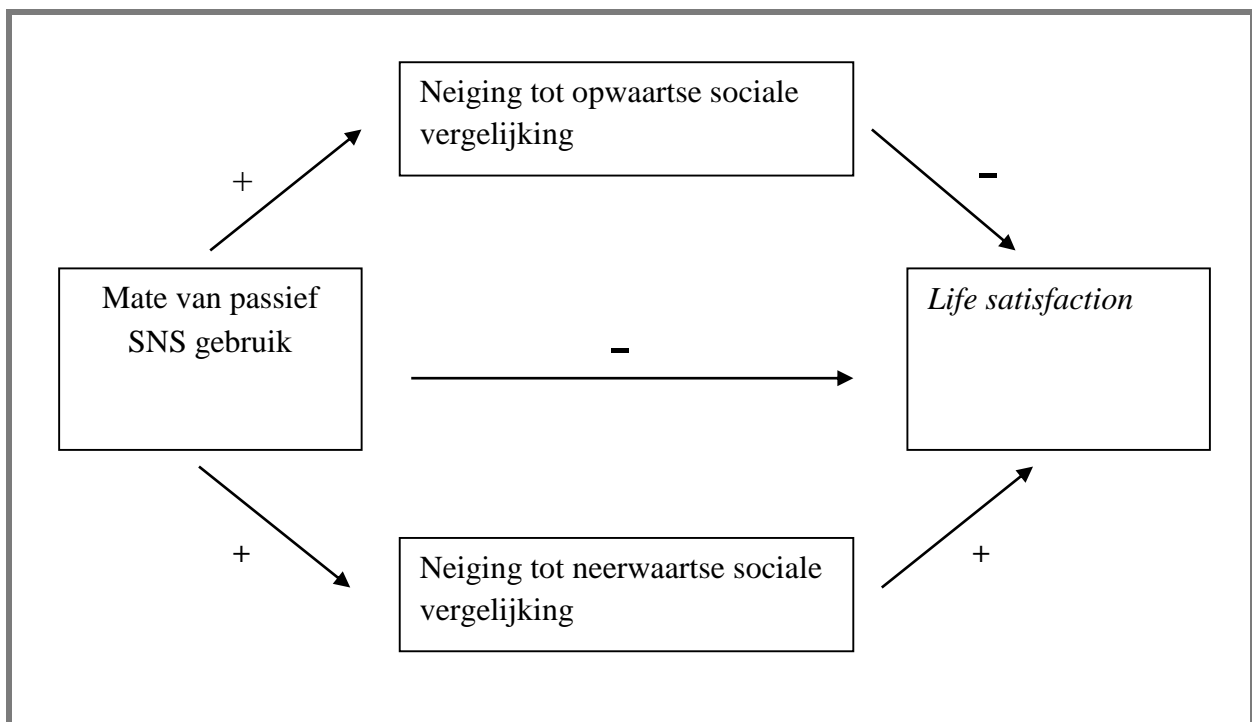 Neiging tot opwaartse sociale
vergelijking
+
-
Mate van passief
SNS gebruik
-
Life satisfaction
+
Neiging tot neerwaartse sociale
vergelijking
+